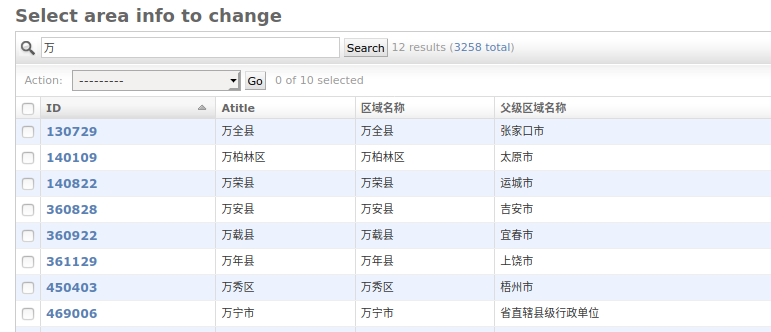 Select area info to change
万 Search 12 results (3258 total)
Action: --------- Go 0 of 10 selected
ID Atitle 区域名称 父级区域名称
130729 万全县 万全县 张家口市
140109 万柏林区 万柏林区 太原市
140822 万荣县 万荣县 运城市
360828 万安县 万安县 吉安市
360922 万载县 万载县 宜春市
361129 万年县 万年县 上饶市
450403 万秀区 万秀区 梧州市
469006 万宁市 万宁市 省直辖县级行政单位